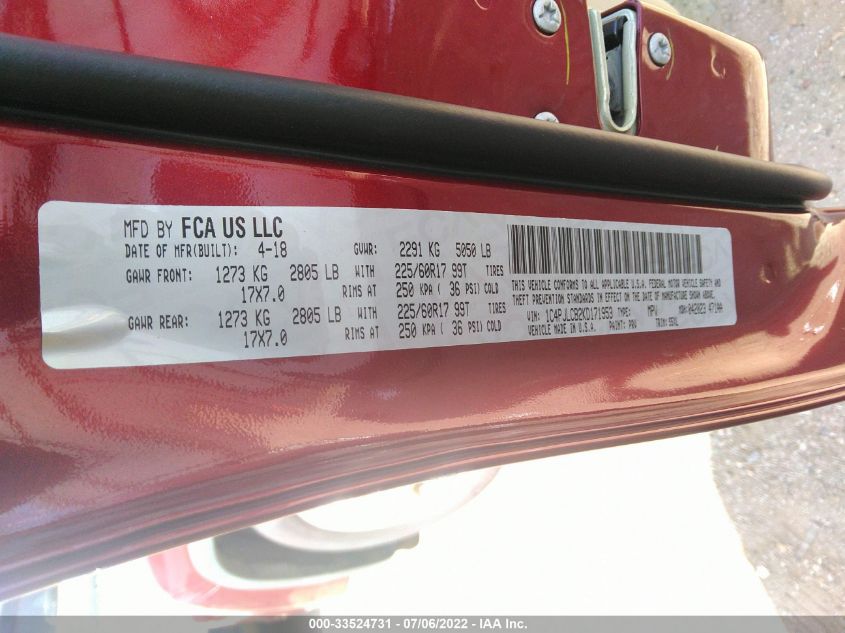 MFD BY FCA US LLC
DATE OF MFR(BUILT): 4-18 GVWR: 2291 KG 5050 LB
GAWR FRONT: 1273 KG 2805 LB WITH 225/60R17 99T TIRES
17X7.0 RIMS AT 250 KPA ( 36 PSI) COLD
GAWR REAR: 1273 KG 2805 LB WITH 225/60R17 99T TIRES
17X7.0 RIMS AT 250 KPA ( 36 PSI) COLD
THIS VEHICLE CONFORMS TO ALL APPLICABLE U.S.A. FEDERAL MOTOR VEHICLE SAFETY AND
THEFT PREVENTION STANDARDS IN EFFECT ON THE DATE OF MANUFACTURE SHOWN ABOVE.
VIN: 1C4PJLCB2KD171953 TYPE: MPV MDH: 042023 471AA
VEHICLE MADE IN U.S.A. PAINT: PRV TRIM:
000-33524731 - 07/06/2022 - IAA Inc.